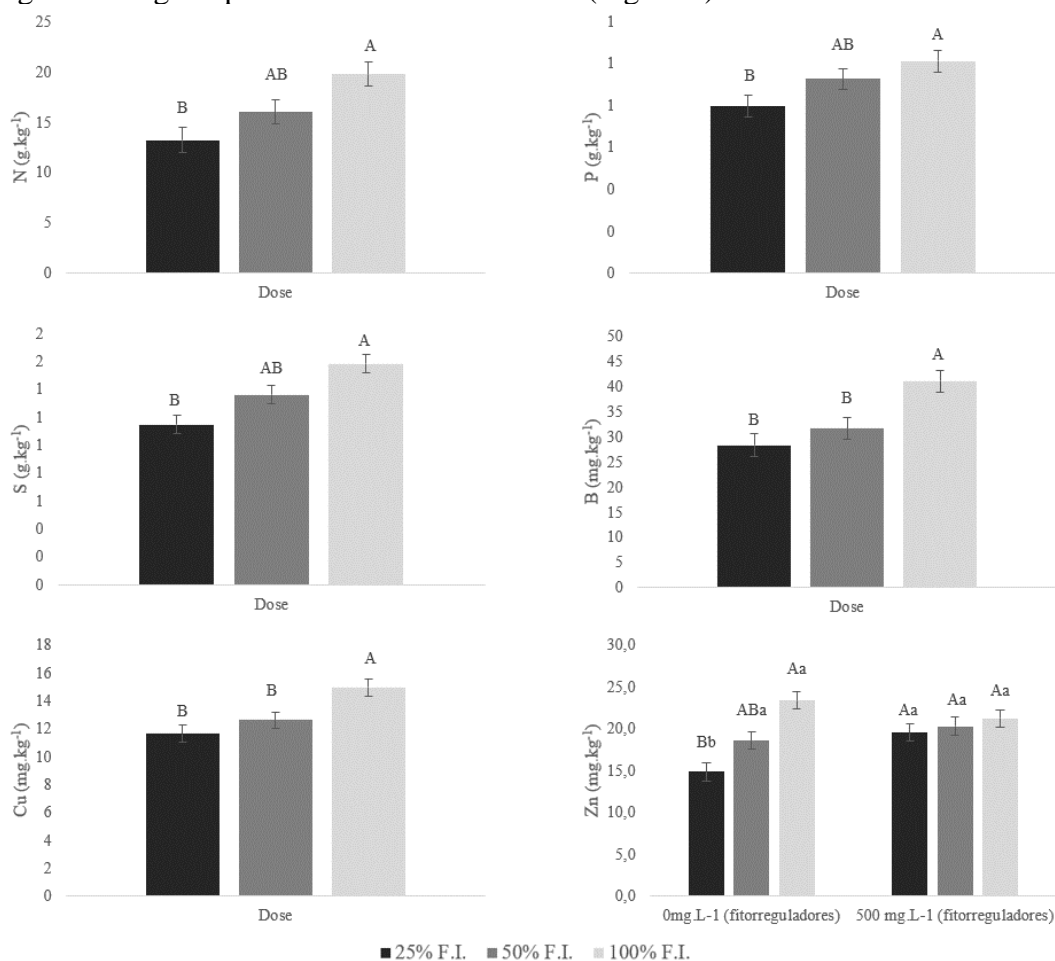 25
20
15
10
5
0
N (g.kg⁻¹)
B
AB
A
Dose
1
1
1
1
0
0
0
P (g.kg⁻¹)
B
AB
A
Dose
2
2
1
1
1
1
1
0
0
0
S (g.kg⁻¹)
B
AB
A
Dose
50
45
40
35
30
25
20
15
10
5
0
B (mg.kg⁻¹)
B
B
A
Dose
18
16
14
12
10
8
6
4
2
0
Cu (mg.kg⁻¹)
B
B
A
Dose
30,0
25,0
20,0
15,0
10,0
5,0
0,0
Zn (mg.kg⁻¹)
Bb
ABa
Aa
Aa
Aa
Aa
0mg.L-1 (fitorreguladores) 500 mg.L-1 (fitorreguladores)
25% F.I. 50% F.I. 100% F.I.